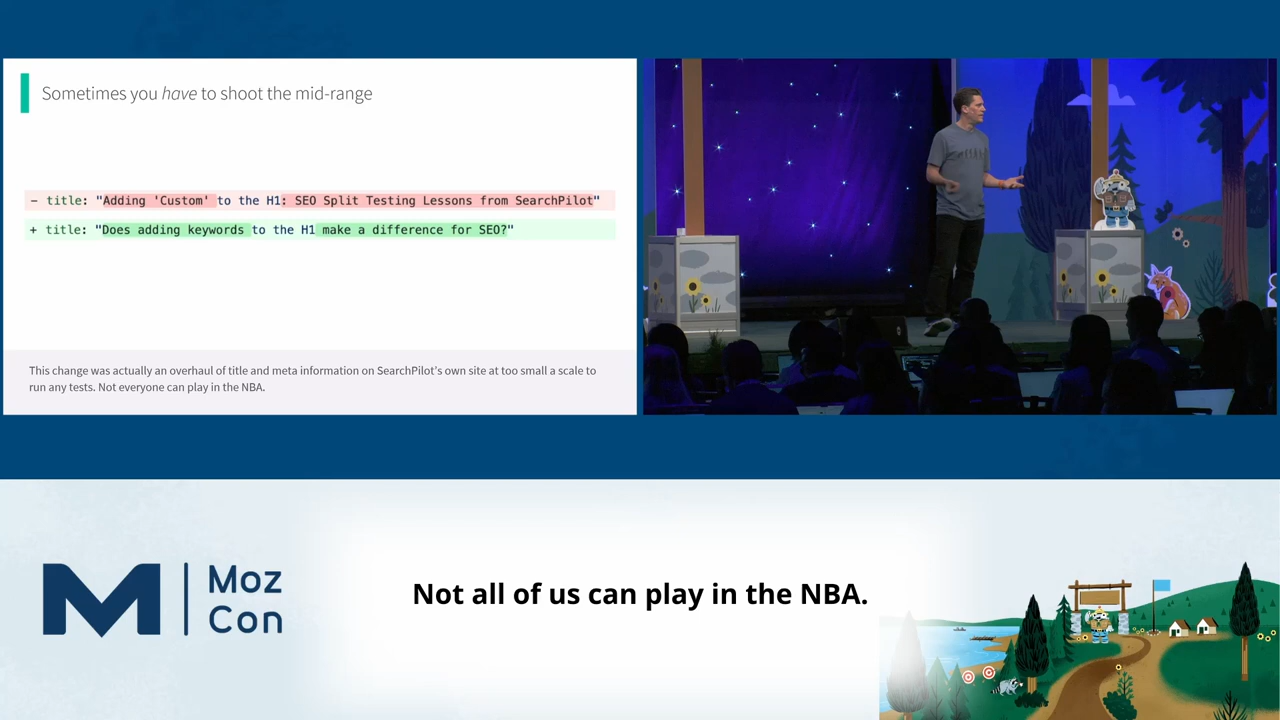 Sometimes you have to shoot the mid-range
- title: "Adding 'Custom' to the H1: SEO Split Testing Lessons from SearchPilot"
+ title: "Does adding keywords to the H1 make a difference for SEO?"
This change was actually an overhaul of title and meta information on SearchPilot's own site at too small a scale to
run any tests. Not everyone can play in the NBA.
Moz
Con
Not all of us can play in the NBA.